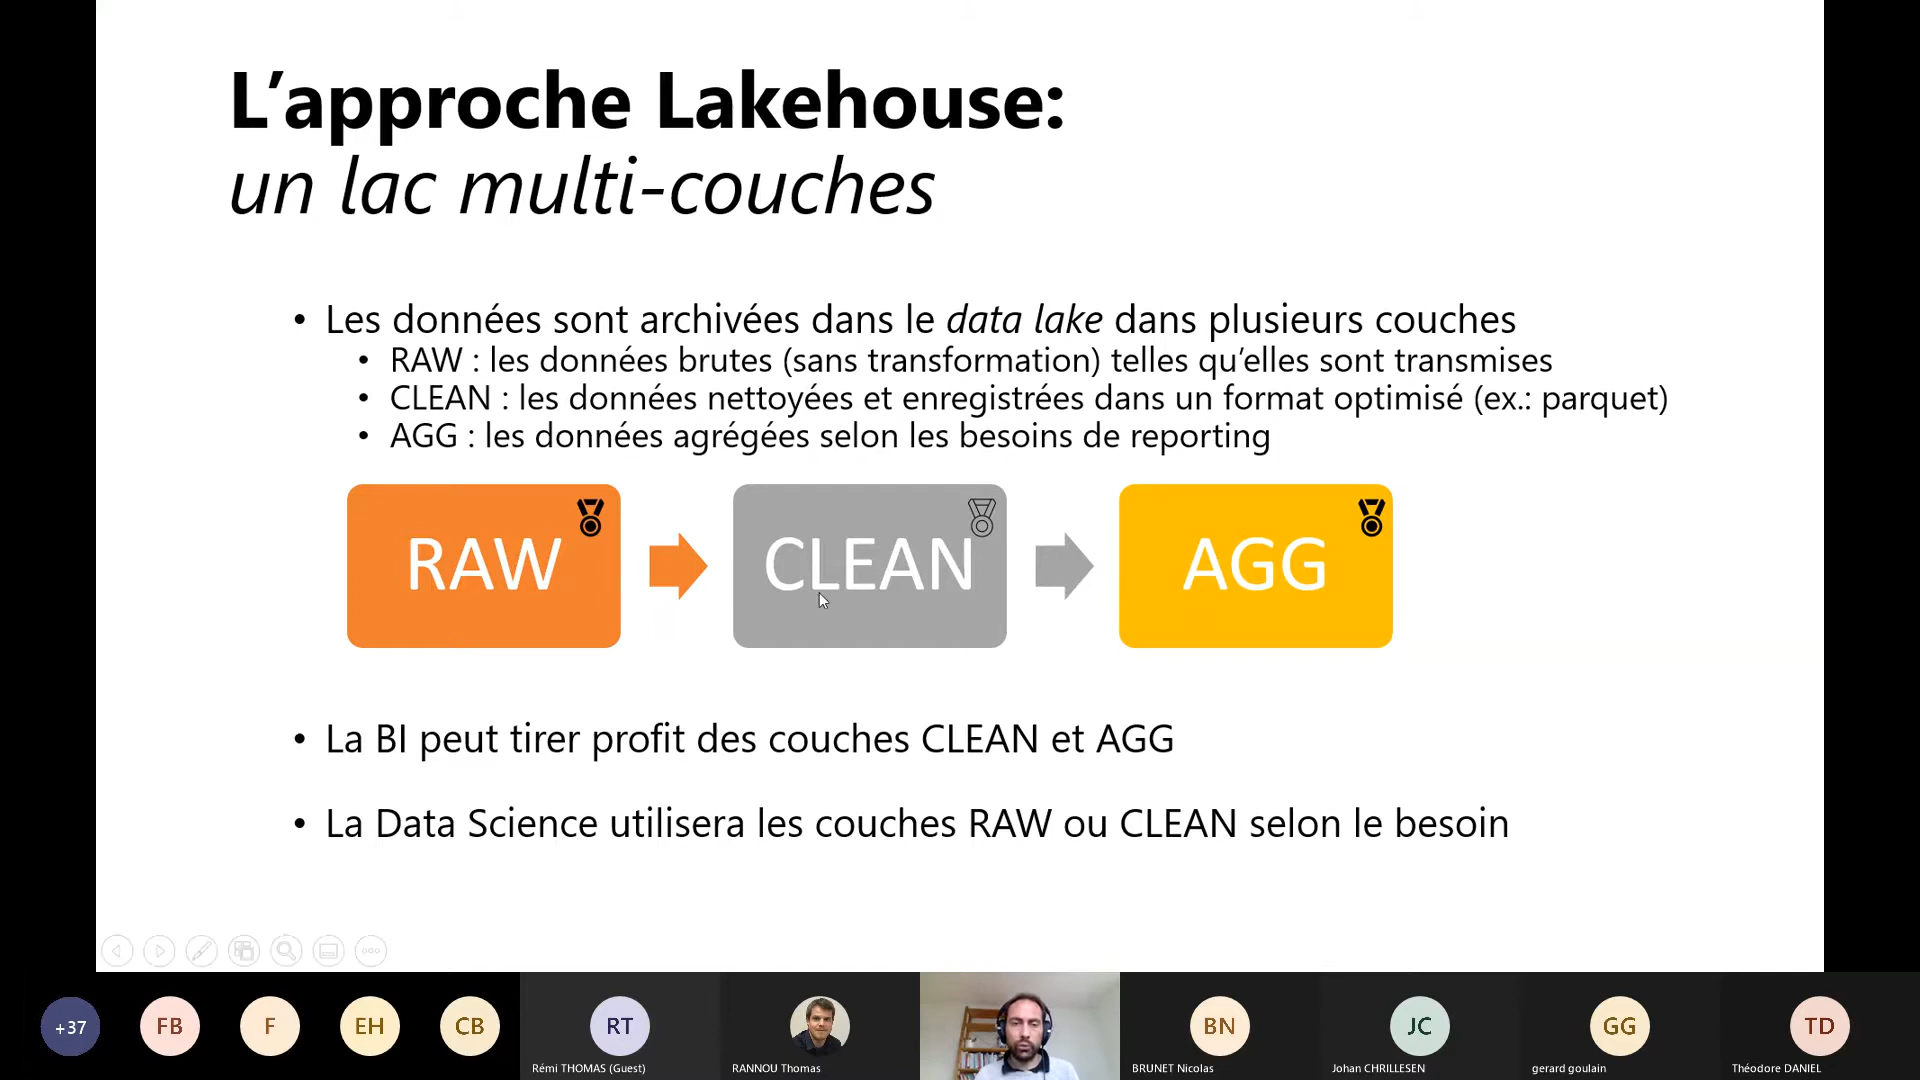 L’approche Lakehouse:
un lac multi-couches
• Les données sont archivées dans le data lake dans plusieurs couches
• RAW : les données brutes (sans transformation) telles qu’elles sont transmises
• CLEAN : les données nettoyées et enregistrées dans un format optimisé (ex.: parquet)
• AGG : les données agrégées selon les besoins de reporting
RAW
CLEAN
AGG
• La BI peut tirer profit des couches CLEAN et AGG
• La Data Science utilisera les couches RAW ou CLEAN selon le besoin
+37
FB
F
EH
CB
RT
BN
JC
GG
TD
Rémi THOMAS (Guest)
RANNOU Thomas
BRUNET Nicolas
Johan CHRILLESEN
gerard goulain
Théodore DANIEL